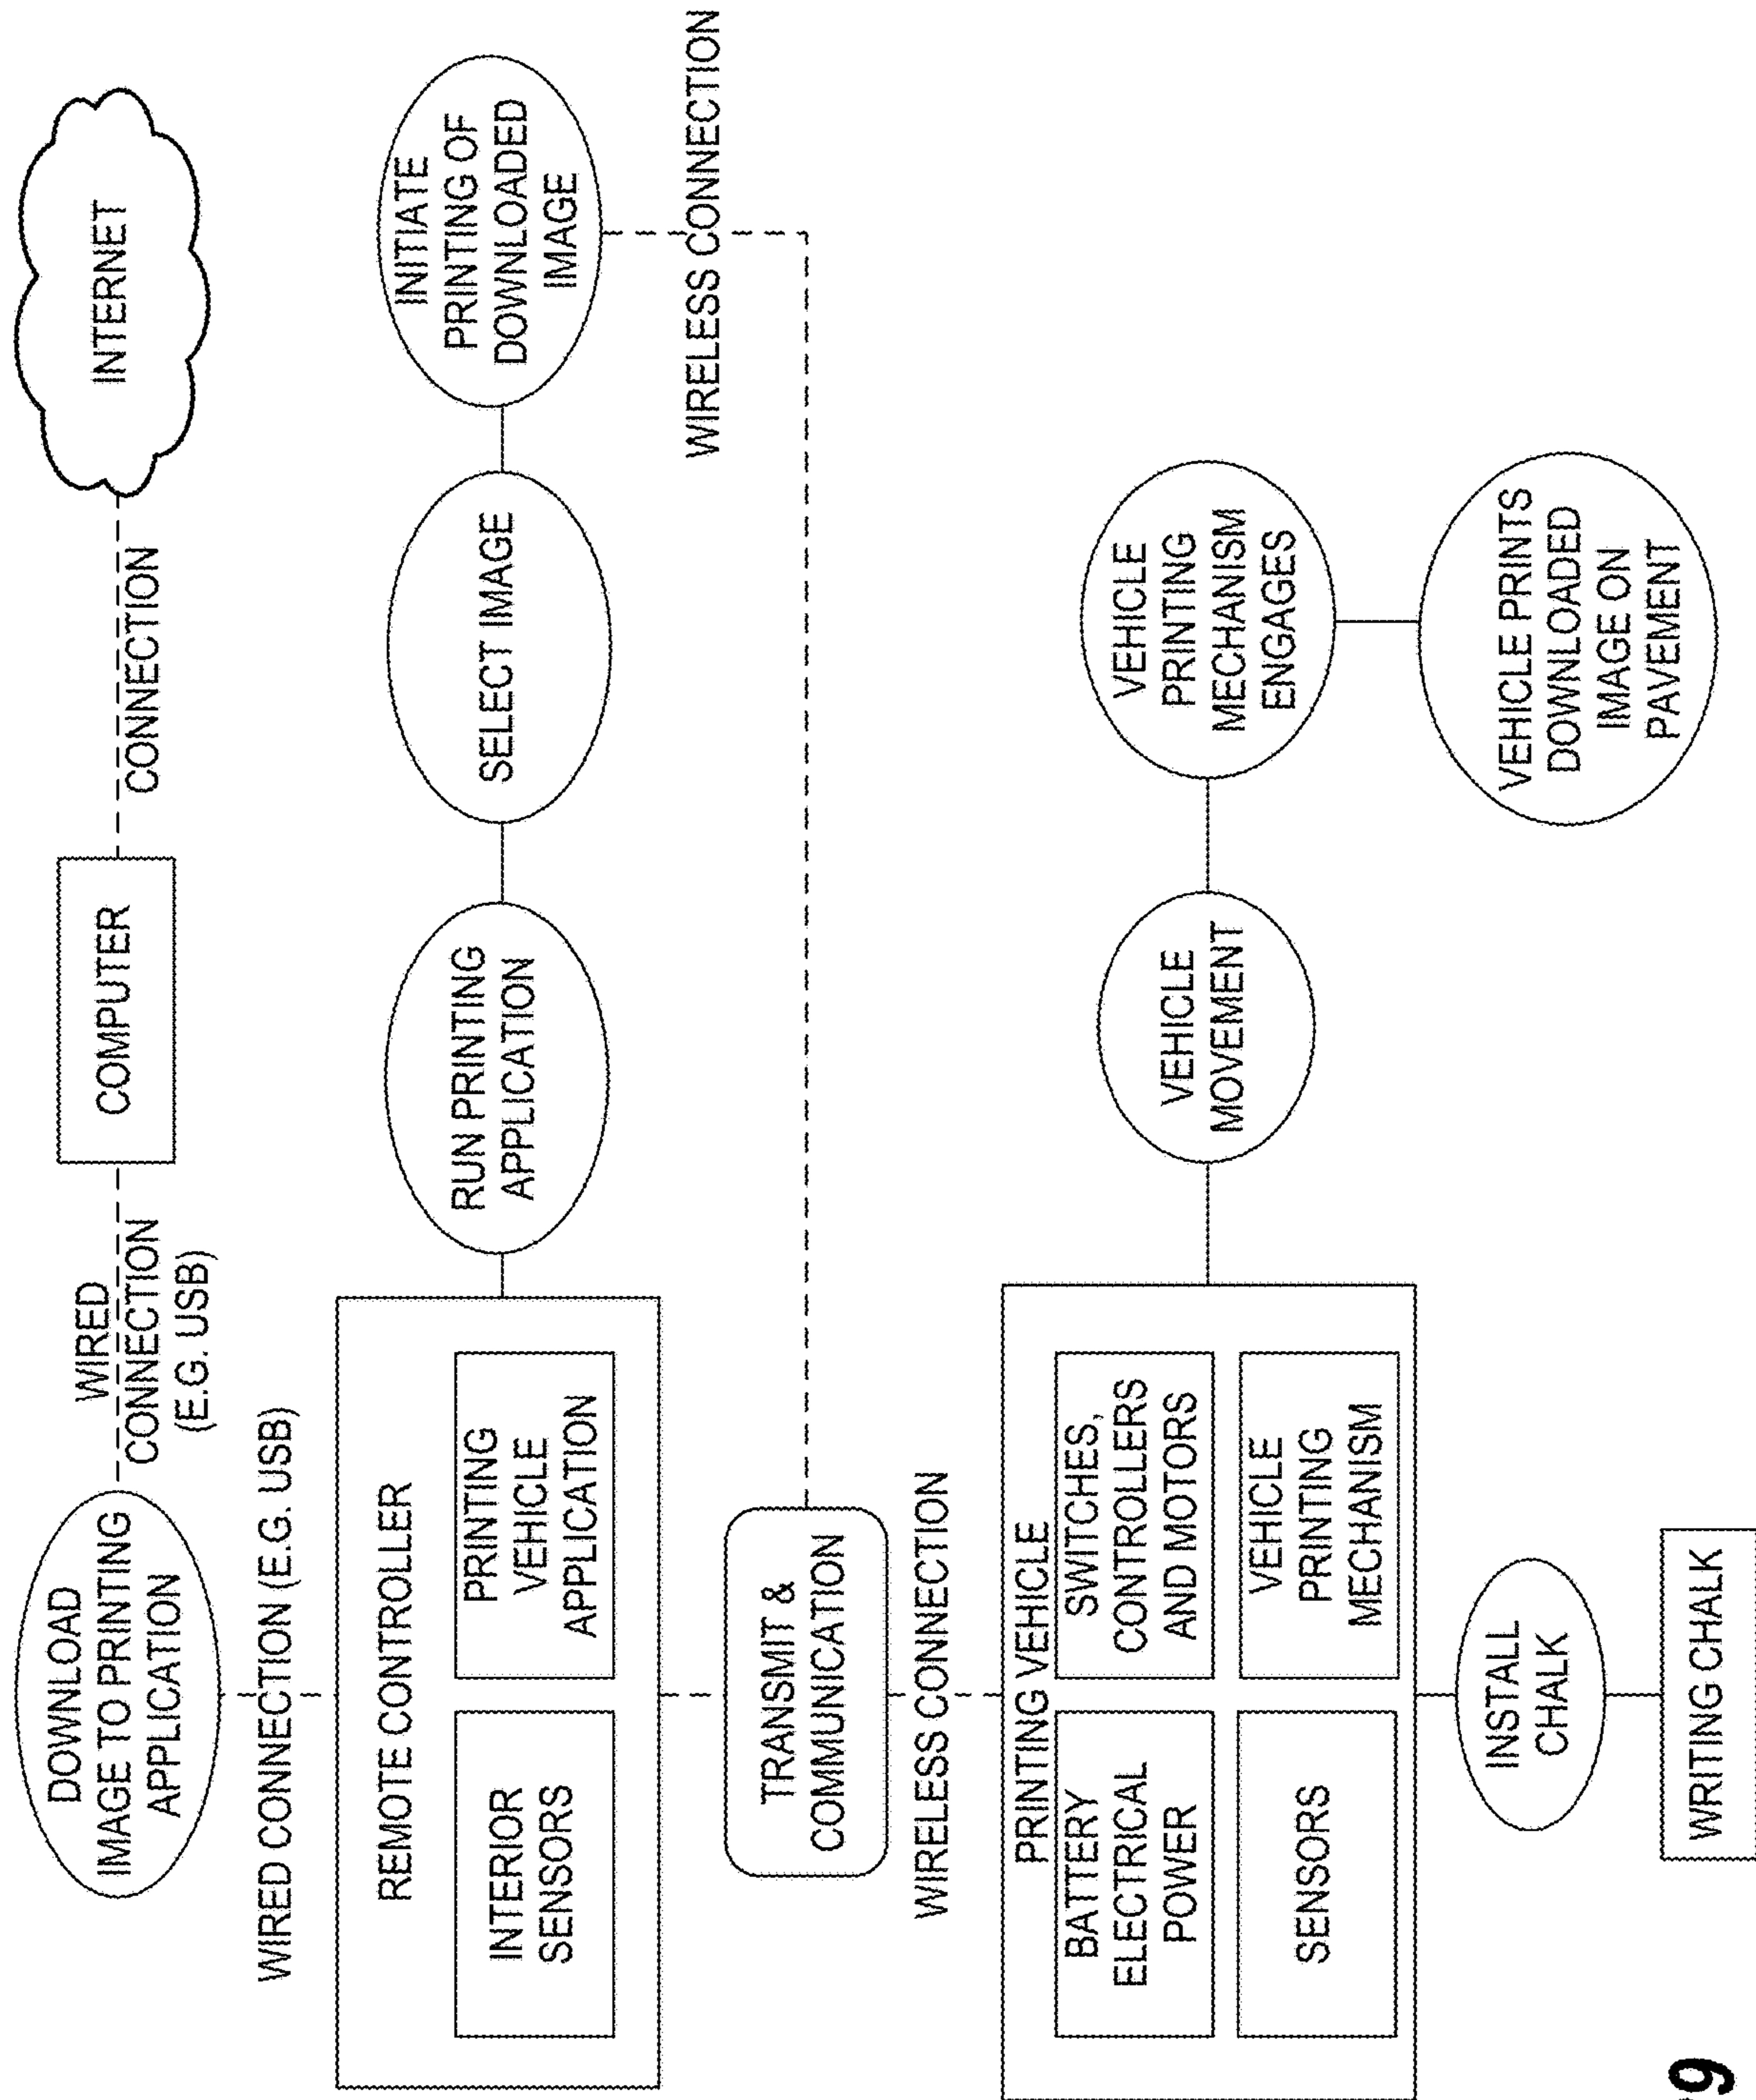 DOWNLOAD
IMAGE TO PRINTING
APPLICATION
WIRED
CONNECTION
(E.G. USB)
COMPUTER
CONNECTION
INTERNET
WIRED CONNECTION (E.G. USB)
REMOTE CONTROLLER
INTERIOR
SENSORS
PRINTING
VEHICLE
APPLICATION
RUN PRINTING
APPLICATION
SELECT IMAGE
INITIATE
PRINTING OF
DOWNLOADED
IMAGE
WIRELESS CONNECTION
TRANSMIT &
COMMUNICATION
WIRELESS CONNECTION
PRINTING VEHICLE
BATTERY
ELECTRICAL
POWER
SWITCHES,
CONTROLLERS
AND MOTORS
SENSORS
VEHICLE
PRINTING
MECHANISM
VEHICLE
MOVEMENT
VEHICLE
PRINTING
MECHANISM
ENGAGES
VEHICLE PRINTS
DOWNLOADED
IMAGE ON
PAVEMENT
INSTALL
CHALK
WRITING CHALK
9